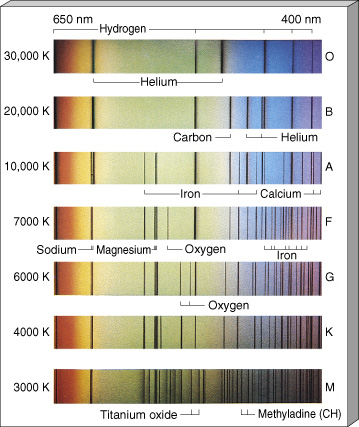 650 nm 400 nm
Hydrogen
30,000 K O
Helium
20,000 K B
Carbon Helium
10,000 K A
Iron Calcium
7000 K F
Sodium Magnesium Oxygen Iron
6000 K G
Oxygen
4000 K K
3000 K M
Titanium oxide Methyladine (CH)